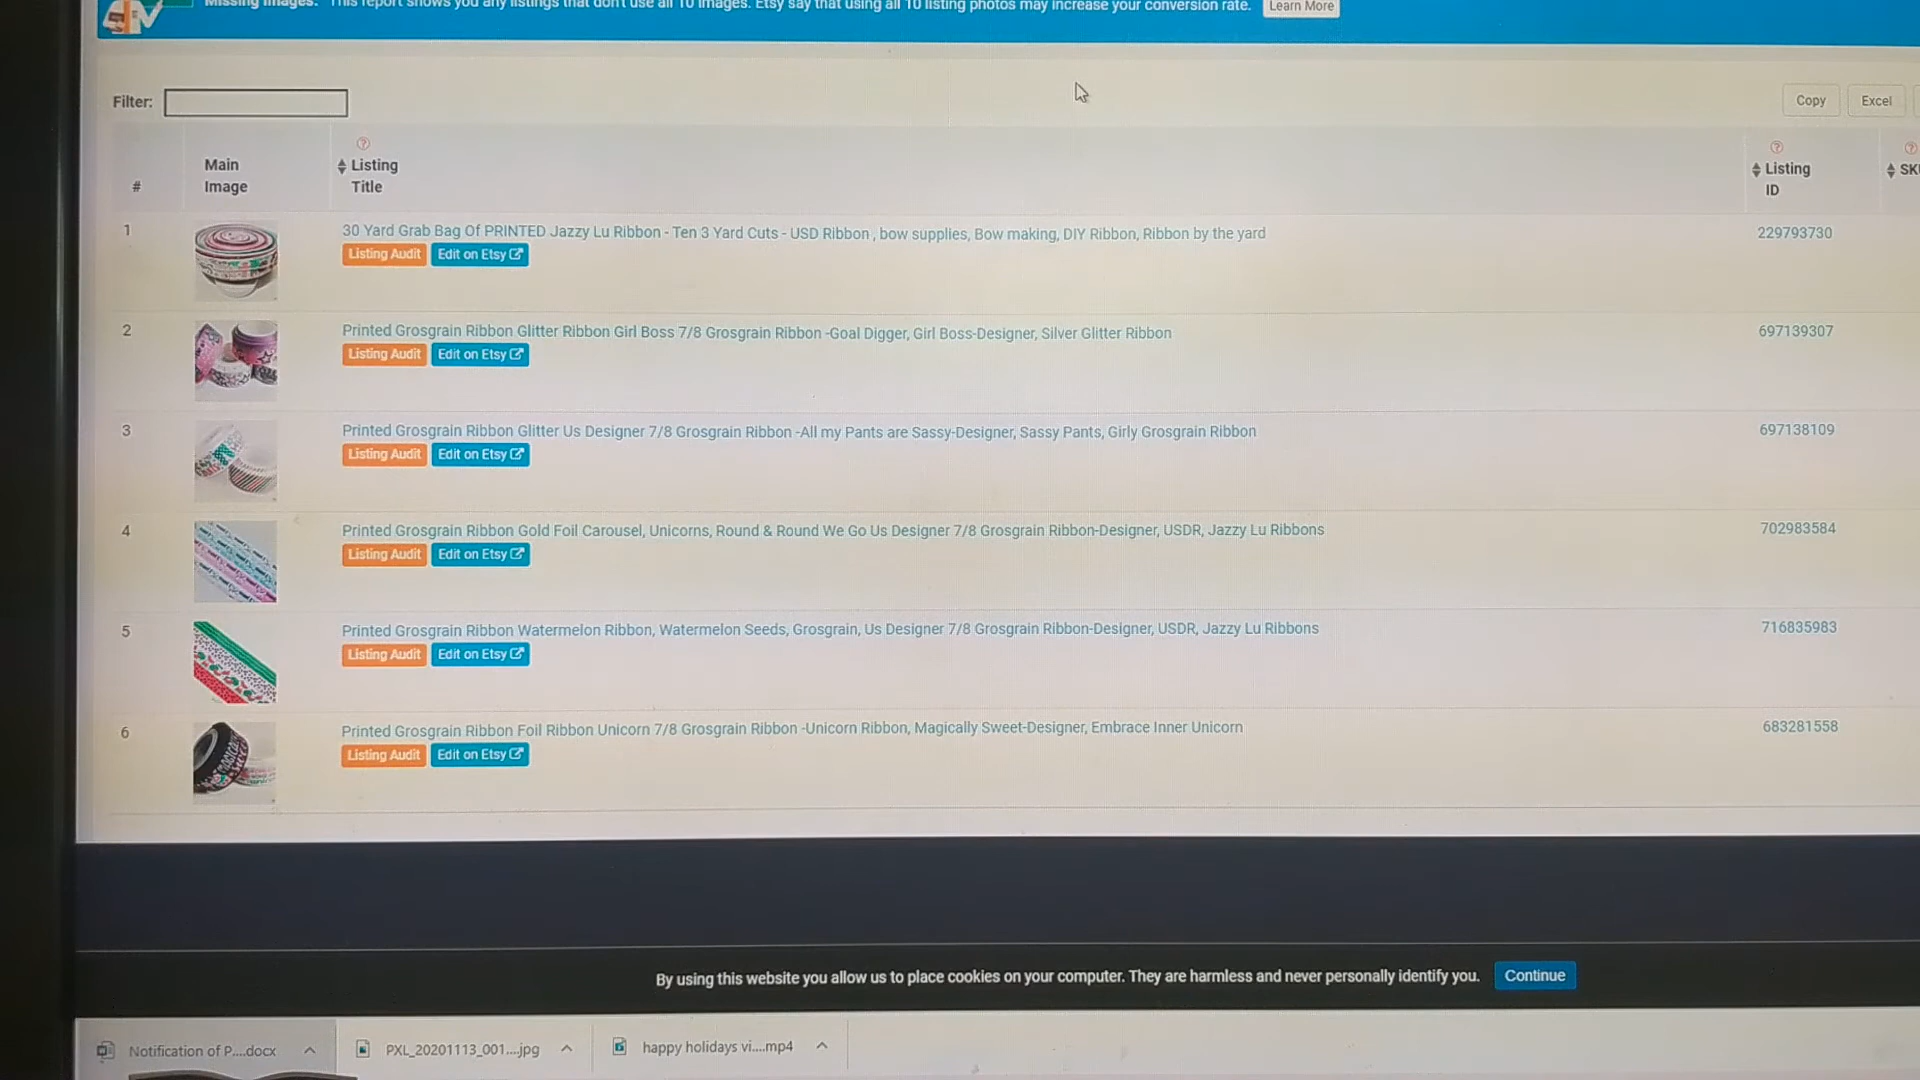 Missing Images: This report shows you any listings that don't use all 10 images. Etsy say that using all 10 listing photos may increase your conversion rate. Learn More
Filter:
Copy Excel
# Main Image Listing Title Listing ID SK
1 30 Yard Grab Bag Of PRINTED Jazzy Lu Ribbon - Ten 3 Yard Cuts - USD Ribbon , bow supplies, Bow making, DIY Ribbon, Ribbon by the yard 229793730
Listing Audit Edit on Etsy
2 Printed Grosgrain Ribbon Glitter Ribbon Girl Boss 7/8 Grosgrain Ribbon -Goal Digger, Girl Boss-Designer, Silver Glitter Ribbon 697139307
Listing Audit Edit on Etsy
3 Printed Grosgrain Ribbon Glitter Us Designer 7/8 Grosgrain Ribbon -All my Pants are Sassy-Designer, Sassy Pants, Girly Grosgrain Ribbon 697138109
Listing Audit Edit on Etsy
4 Printed Grosgrain Ribbon Gold Foil Carousel, Unicorns, Round & Round We Go Us Designer 7/8 Grosgrain Ribbon-Designer, USDR, Jazzy Lu Ribbons 702983584
Listing Audit Edit on Etsy
5 Printed Grosgrain Ribbon Watermelon Ribbon, Watermelon Seeds, Grosgrain, Us Designer 7/8 Grosgrain Ribbon-Designer, USDR, Jazzy Lu Ribbons 716835983
Listing Audit Edit on Etsy
6 Printed Grosgrain Ribbon Foil Ribbon Unicorn 7/8 Grosgrain Ribbon -Unicorn Ribbon, Magically Sweet-Designer, Embrace Inner Unicorn 683281558
Listing Audit Edit on Etsy
By using this website you allow us to place cookies on your computer. They are harmless and never personally identify you. Continue
Notification of P....docx PXL_20201113_001....jpg happy holidays vi....mp4